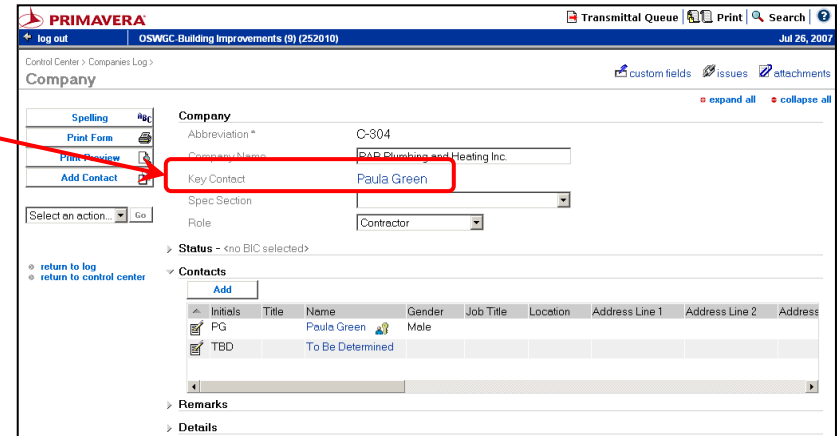 PRIMAVERA Transmittal Queue Print Search
log out OSWGC-Building Improvements (9) (252010) Jul 26, 2007
Control Center > Companies Log >
Company
custom fields issues attachments
expand all collapse all
Spelling ABC
Print Form
Print Preview
Add Contact
Select an action... Go
return to log
return to control center
Company
Abbreviation * C-304
Company Name PAR Plumbing and Heating Inc.
Key Contact Paula Green
Spec Section
Role Contractor
Status - <no BIC selected>
Contacts
Add
Initials Title Name Gender Job Title Location Address Line 1 Address Line 2 Address
PG Paula Green Male
TBD To Be Determined
Remarks
Details